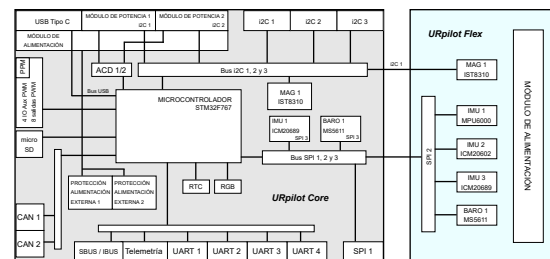 USB Tipo C
MÓDULO DE POTENCIA 1
i2C 1
MÓDULO DE POTENCIA 2
i2C 2
i2C 1
i2C 2
i2C 3
MÓDULO DE
ALIMENTACIÓN
URpilot Flex
PPM
4 IO Aux PWM
8 salidas PWM
ACD 1/2
Bus i2C 1, 2 y 3
i2C 1
MAG 1
IST8310
Bus USB
MICROCONTROLADOR
STM32F767
MAG 1
IST8310
IMU 1
ICM20689
SPI 3
BARO 1
MS5611
SPI 3
IMU 1
MPU6000
micro
SD
Bus SPI 1, 2 y 3
SPI 2
IMU 2
ICM20602
MÓDULO DE ALIMENTACIÓN
IMU 3
ICM20689
PROTECCIÓN
ALIMENTACIÓN
EXTERNA 1
PROTECCIÓN
ALIMENTACIÓN
EXTERNA 2
RTC
RGB
URpilot Core
BARO 1
MS5611
CAN 1
CAN 2
SBUS / IBUS
Telemetría
UART 1
UART 2
UART 3
UART 4
SPI 1